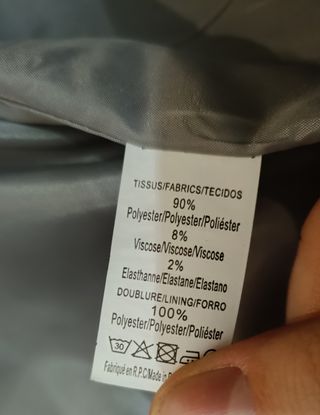 TISSUS/FABRICS/TECIDOS
90%
Polyester/Polyester/Poliéster
8%
Viscose/Viscose/Viscose
2%
Elasthanne/Elastane/Elastano
DOUBLURE/LINING/FORRO
100%
Polyester/Polyester/Poliéster
30
Fabriqué en R.P.C/Made in